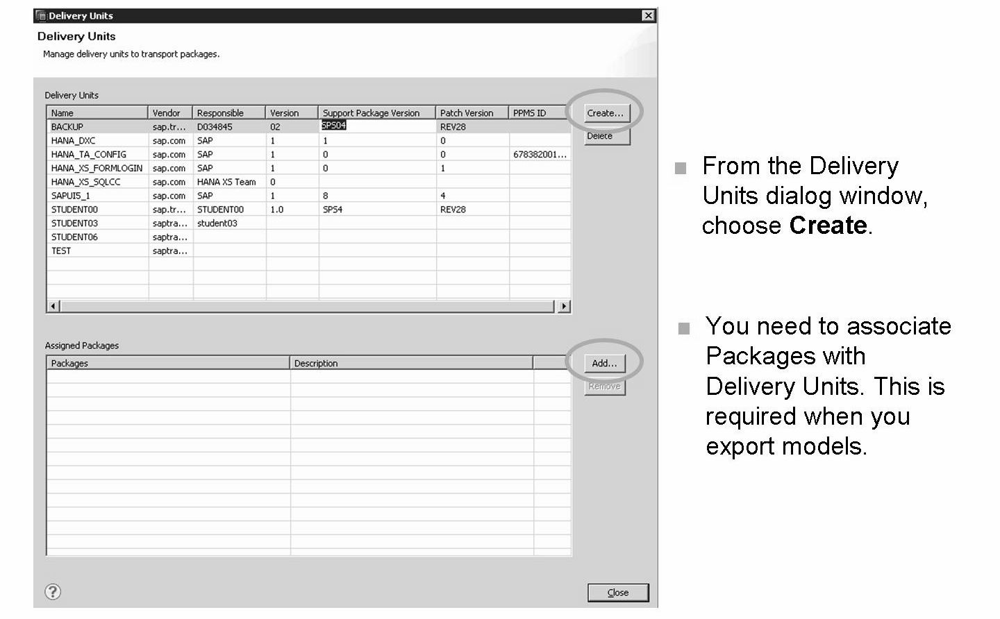 Delivery Units
Delivery Units
Manage delivery units to transport packages.
Delivery Units
Name Vendor Responsible Version Support Package Version Patch Version PPMS ID
BACKUP sap.tr... D034845 02 SPS04 REV28
HANA_DXC sap.com SAP 1 1 0
HANA_TA_CONFIG sap.com SAP 1 0 0 678382001...
HANA_XS_FORMLOGIN sap.com SAP 1 0 1
HANA_XS_SQLCC sap.com HANA XS Team 0
SAPUI5_1 sap.com SAP 1 8 4
STUDENT00 sap.tr... STUDENT00 1.0 SPS4 REV28
STUDENT03 saptra... student03
STUDENT06 saptra...
TEST saptra...
Create...
Delete
Assigned Packages
Packages Description
Add...
Remove
?
Close
From the Delivery
Units dialog window,
choose Create.
You need to associate
Packages with
Delivery Units. This is
required when you
export models.